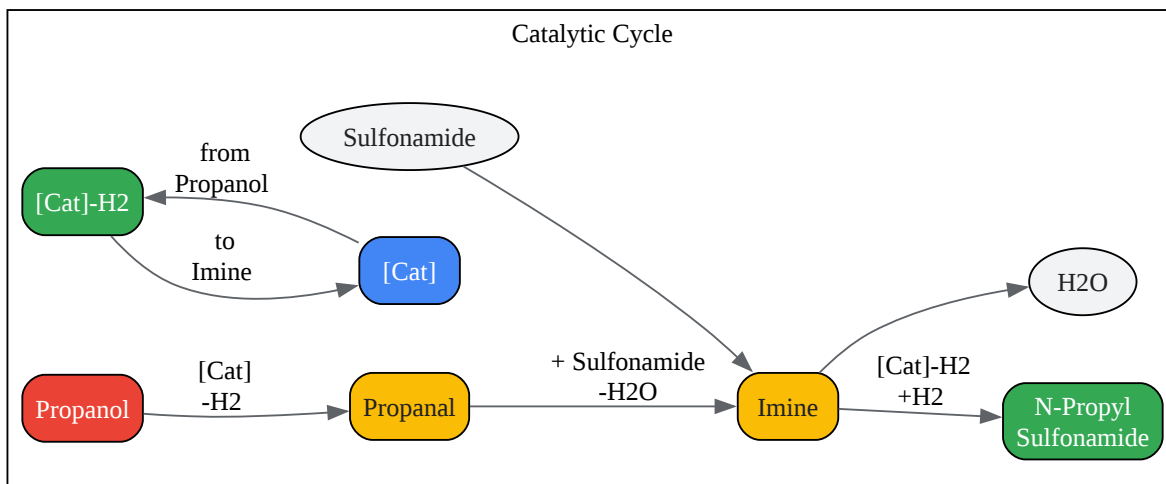 Catalytic Cycle
Sulfonamide
from
Propanol
[Cat]-H2
to
Imine
[Cat]
H2O
[Cat]
-H2
+ Sulfonamide
-H2O
[Cat]-H2
+H2
Propanol
Propanal
Imine
N-Propyl
Sulfonamide